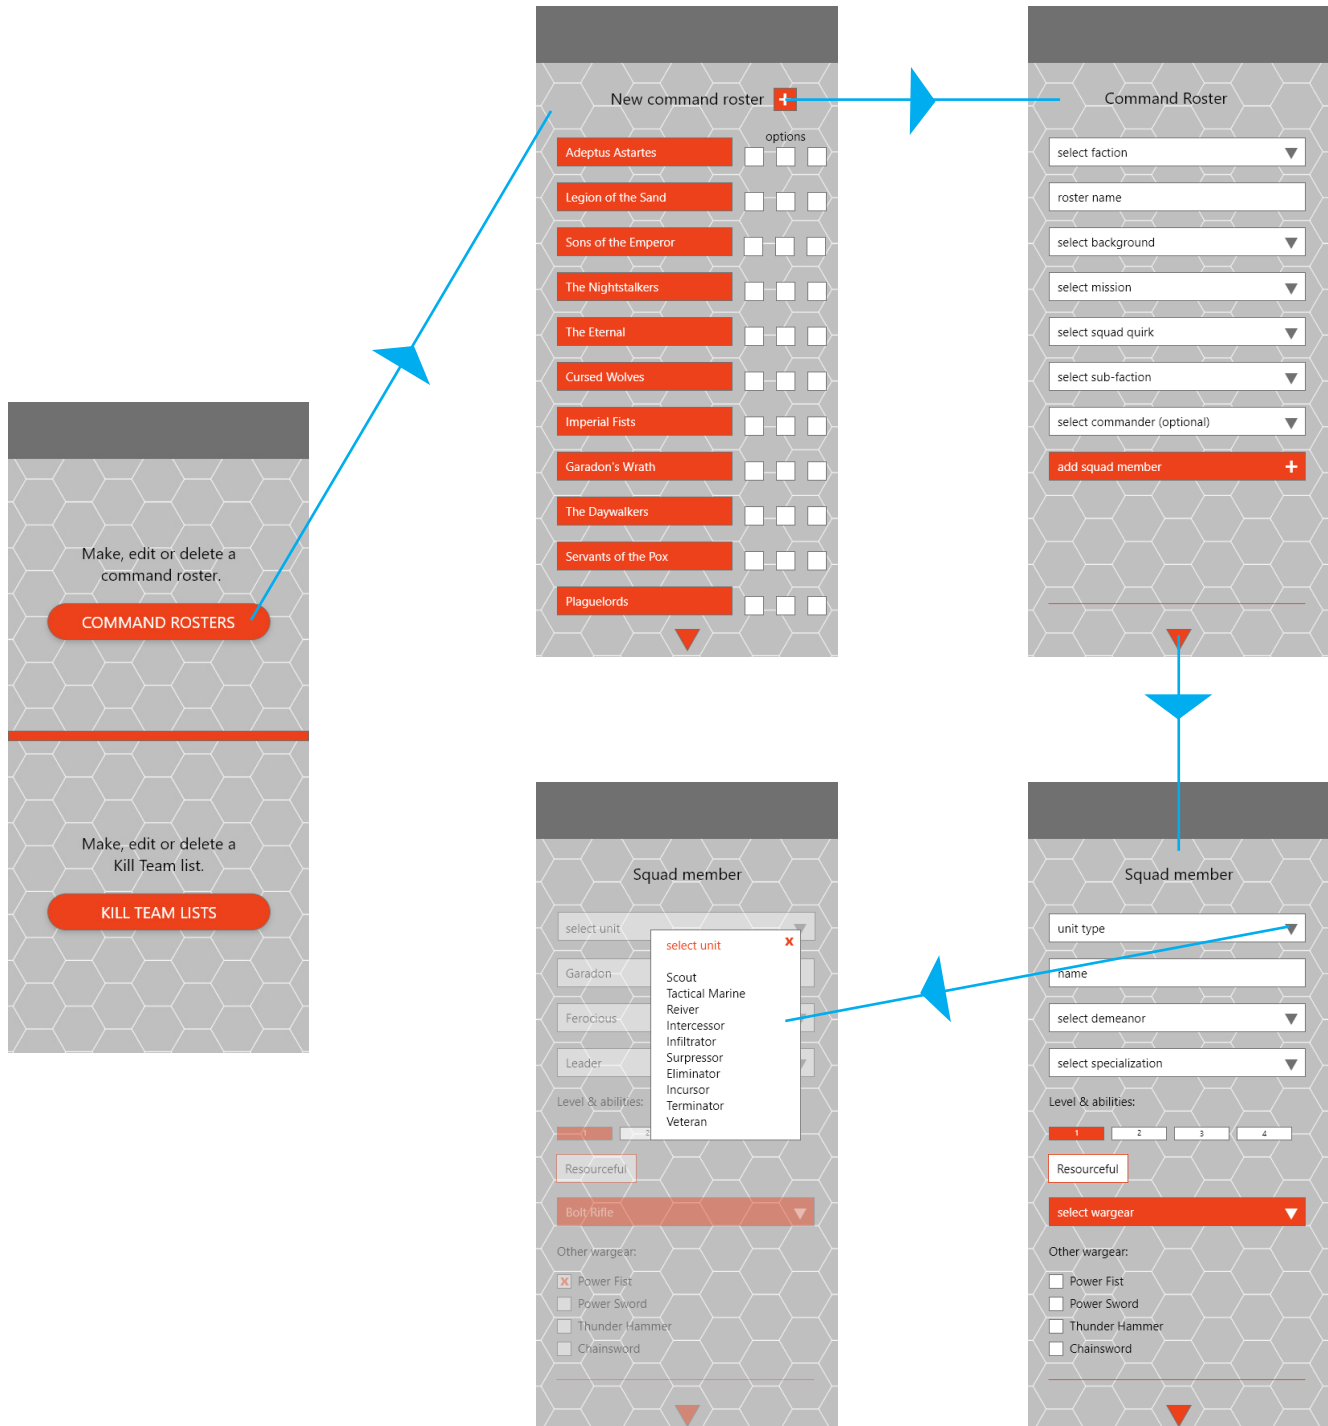 Make, edit or delete a
command roster.
COMMAND ROSTERS
Make, edit or delete a
Kill Team list.
KILL TEAM LISTS
New command roster +
options
Adeptus Astartes
Legion of the Sand
Sons of the Emperor
The Nightstalkers
The Eternal
Cursed Wolves
Imperial Fists
Garadon's Wrath
The Daywalkers
Servants of the Pox
Plaguelords
Command Roster
select faction
roster name
select background
select mission
select squad quirk
select sub-faction
select commander (optional)
add squad member +
Squad member
select unit
Garadon
Ferocious
Leader
Level & abilities:
1 2
Resourceful
Bolt Rifle
Other wargear:
x Power Fist
Power Sword
Thunder Hammer
Chainsword
select unit x
Scout
Tactical Marine
Reiver
Intercessor
Infiltrator
Surpressor
Eliminator
Incursor
Terminator
Veteran
Squad member
unit type
name
select demeanor
select specialization
Level & abilities:
1 2 3 4
Resourceful
select wargear
Other wargear:
Power Fist
Power Sword
Thunder Hammer
Chainsword